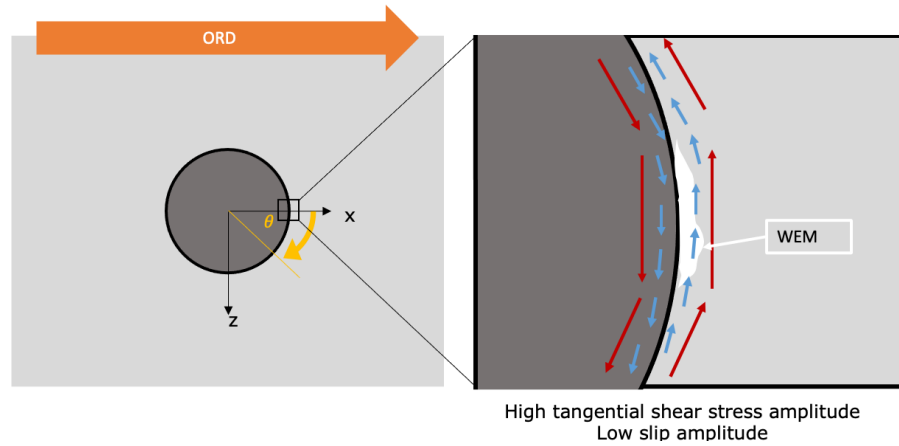 ORD
θ
x
z
WEM
High tangential shear stress amplitude
Low slip amplitude